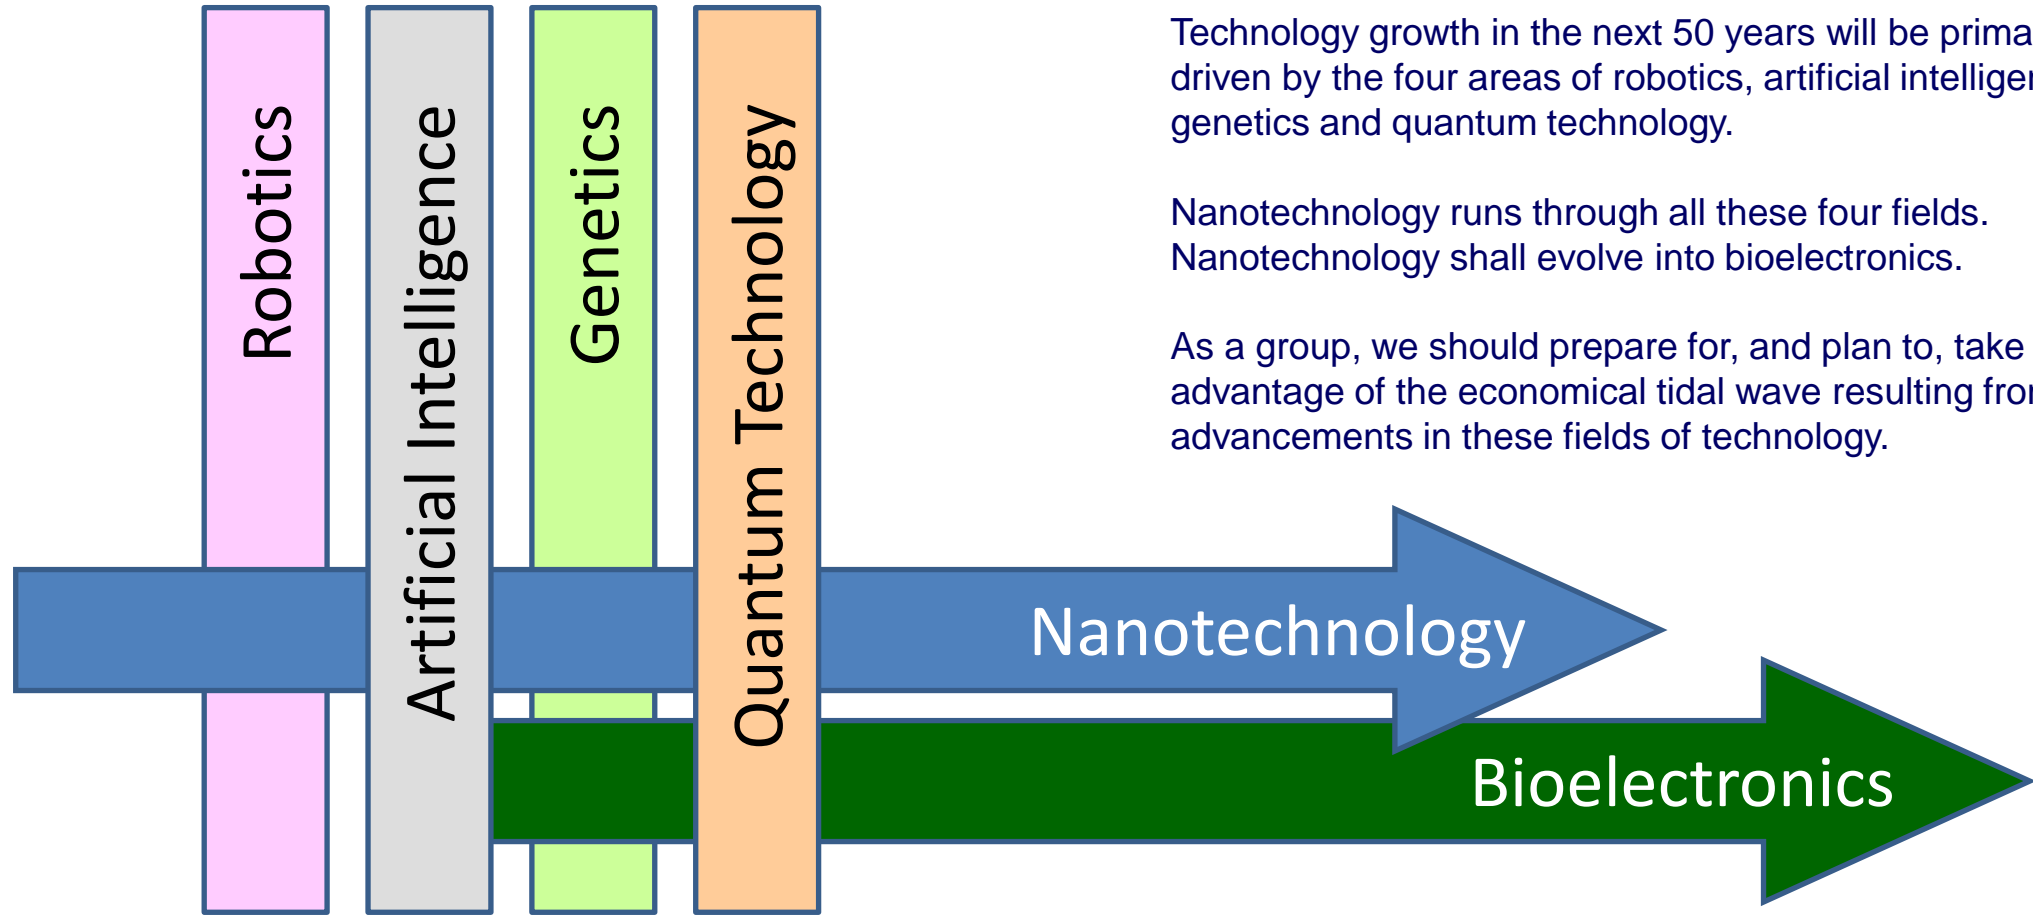 Robotics
Artificial Intelligence
Genetics
Quantum Technology
Technology growth in the next 50 years will be
driven by the four areas of robotics, artificial
genetics and quantum technology.
Nanotechnology runs through all these four fields.
Nanotechnology shall evolve into bioelectronics.
As a group, we should prepare for, and plan to, take
advantage of the economical tidal wave resulting
advancements in these fields of technology.
Nanotechnology
Bioelectronics